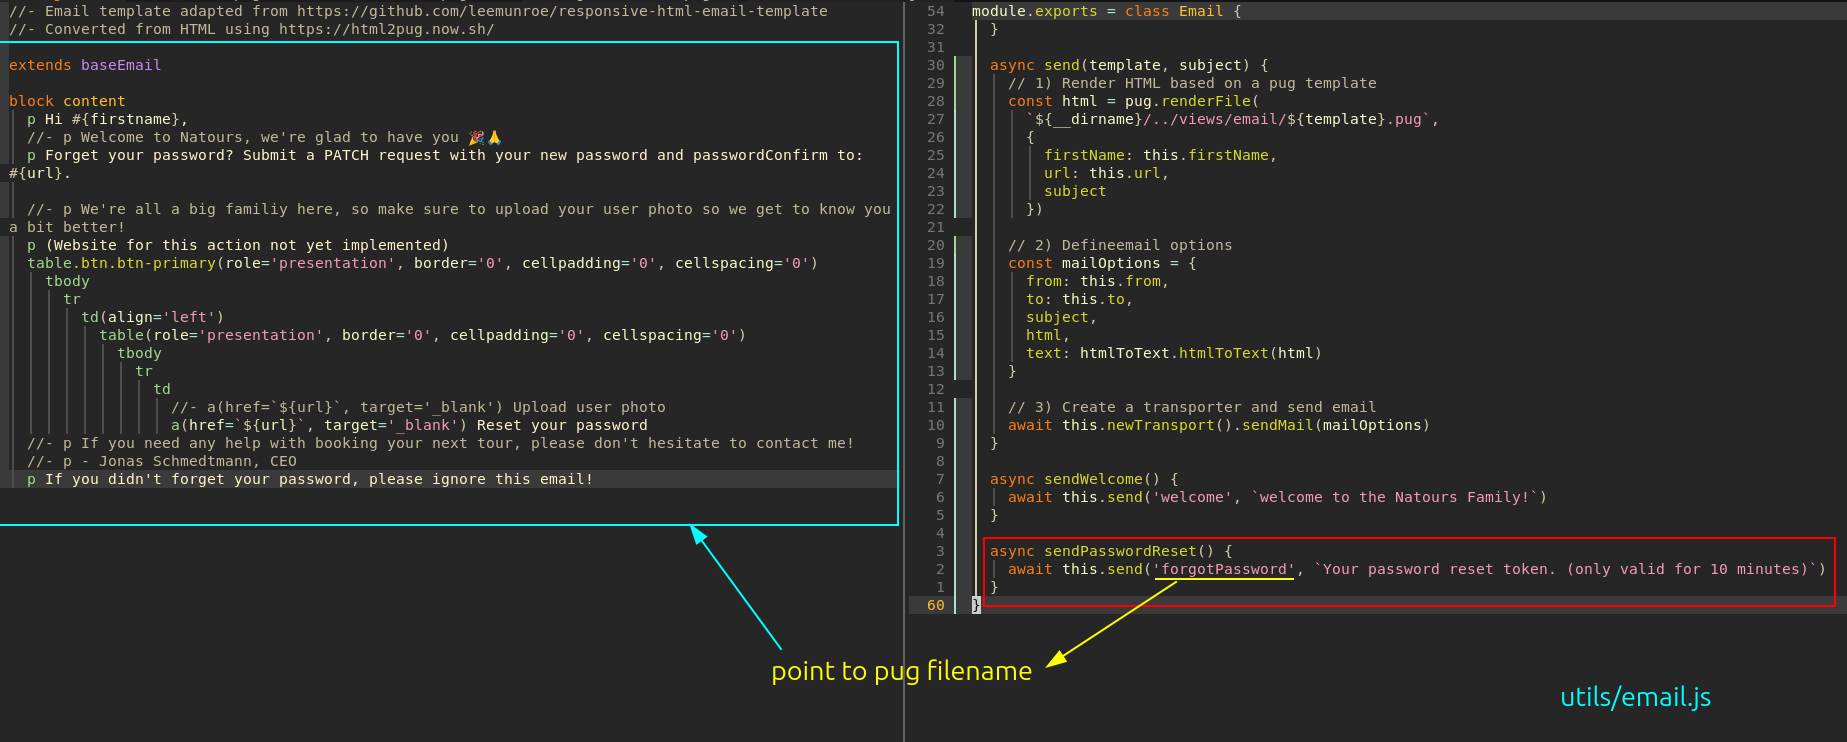 //- Email template adapted from https://github.com/leemunroe/responsive-html-email-template
//- Converted from HTML using https://html2pug.now.sh/
extends baseEmail
block content
p Hi #{firstname},
//- p Welcome to Natours, we're glad to have you 🎉🙏
p Forget your password? Submit a PATCH request with your new password and passwordConfirm to:
#{url}.
//- p We're all a big familiy here, so make sure to upload your user photo so we get to know you
a bit better!
p (Website for this action not yet implemented)
table.btn.btn-primary(role='presentation', border='0', cellpadding='0', cellspacing='0')
tbody
tr
td(align='left')
table(role='presentation', border='0', cellpadding='0', cellspacing='0')
tbody
tr
td
//- a(href=`${url}`, target='_blank') Upload user photo
a(href=`${url}`, target='_blank') Reset your password
//- p If you need any help with booking your next tour, please don't hesitate to contact me!
//- p - Jonas Schmedtmann, CEO
p If you didn't forget your password, please ignore this email!
54 module.exports = class Email {
32 }
31
30 async send(template, subject) {
29 // 1) Render HTML based on a pug template
28 const html = pug.renderFile(
27 `${__dirname}/../views/email/${template}.pug`,
26 {
25 firstName: this.firstName,
24 url: this.url,
23 subject
22 })
21
20 // 2) Defineemail options
19 const mailOptions = {
18 from: this.from,
17 to: this.to,
16 subject,
15 html,
14 text: htmlToText.htmlToText(html)
13 }
12
11 // 3) Create a transporter and send email
10 await this.newTransport().sendMail(mailOptions)
9 }
8
7 async sendWelcome() {
6 await this.send('welcome', `welcome to the Natours Family!`)
5 }
4
3 async sendPasswordReset() {
2 await this.send('forgotPassword', `Your password reset token. (only valid for 10 minutes)`)
1 }
60 }
point to pug filename
utils/email.js